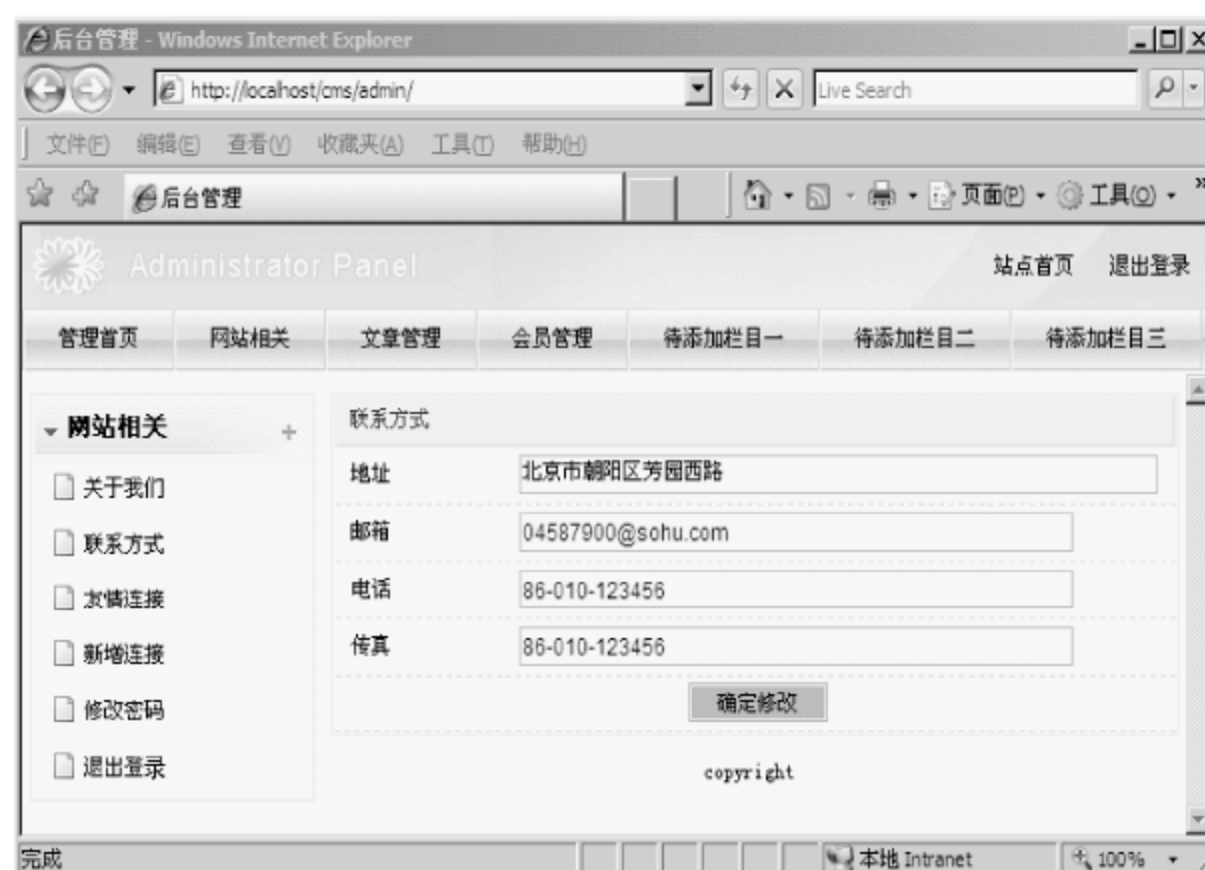 后台管理 - Windows Internet Explorer
http://localhost/cms/admin/
Live Search
文件(F) 编辑(E) 查看(V) 收藏夹(A) 工具(T) 帮助(H)
后台管理
页面(P) 工具(O) »
Administrator Panel
站点首页 退出登录
管理首页 网站相关 文章管理 会员管理 待添加栏目一 待添加栏目二 待添加栏目三
网站相关 +
关于我们
联系方式
友情连接
新增连接
修改密码
退出登录
联系方式
地址 北京市朝阳区芳园西路
邮箱 04587900@sohu.com
电话 86-010-123456
传真 86-010-123456
确定修改
copyright
完成 本地 Intranet 100%